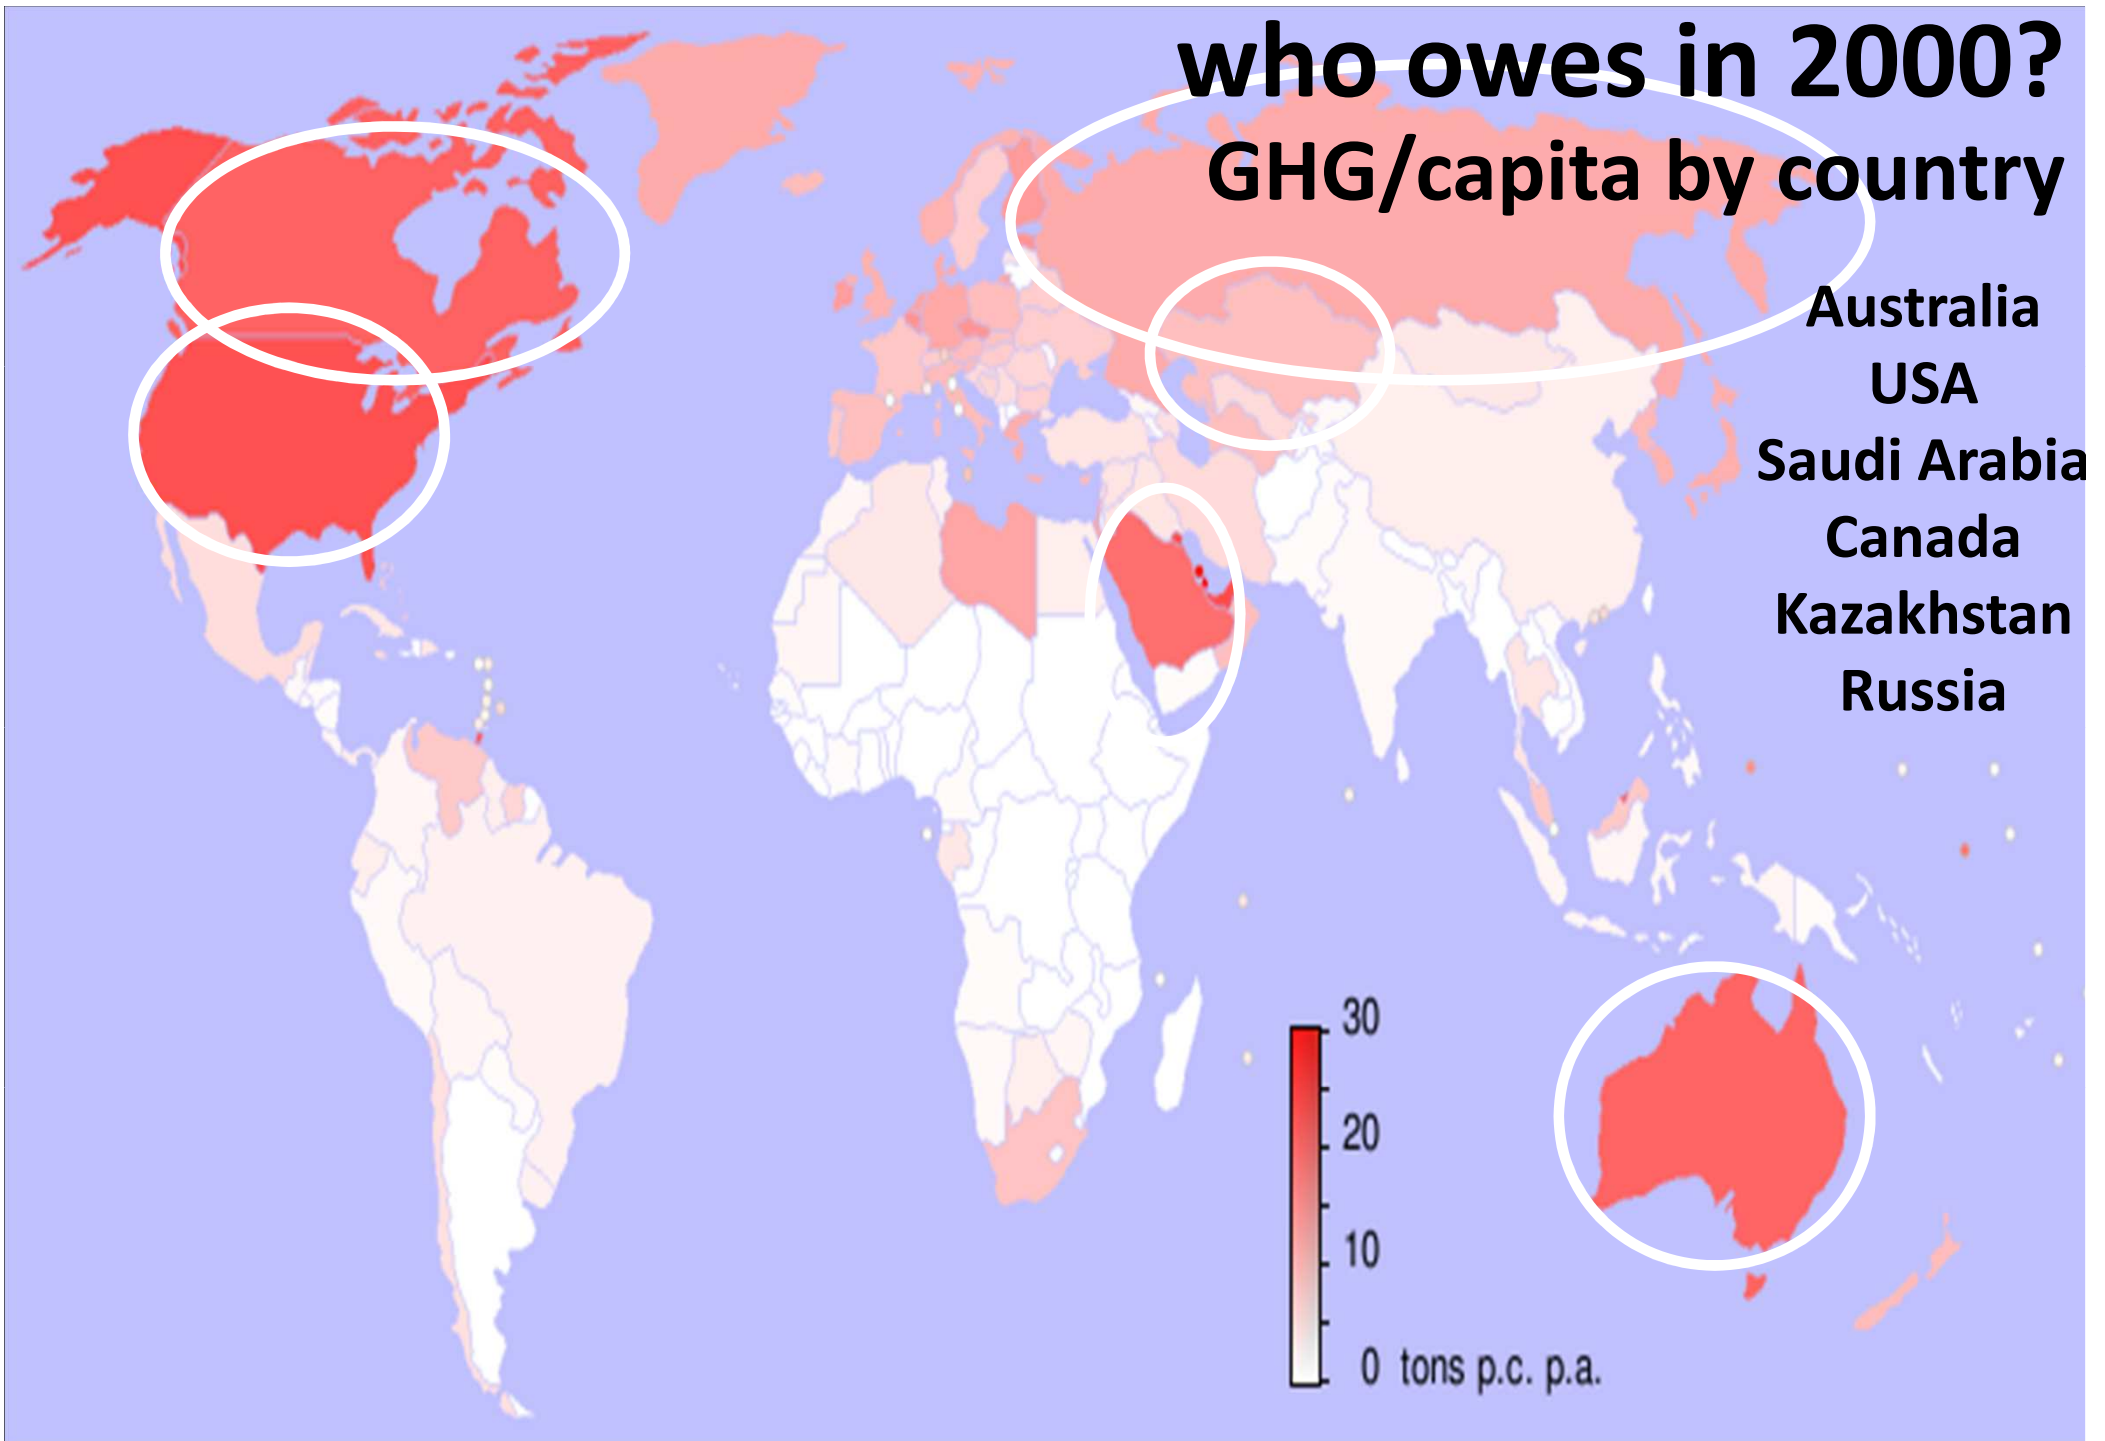 who owes in 2000?
GHG/capita by country
Australia
USA
Saudi Arabia
Canada
Kazakhstan
Russia
30
20
10
0 tons p.c. p.a.